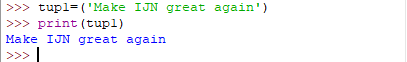 >>> tup1=('Make IJN great again')
>>> print(tup1)
Make IJN great again
>>>